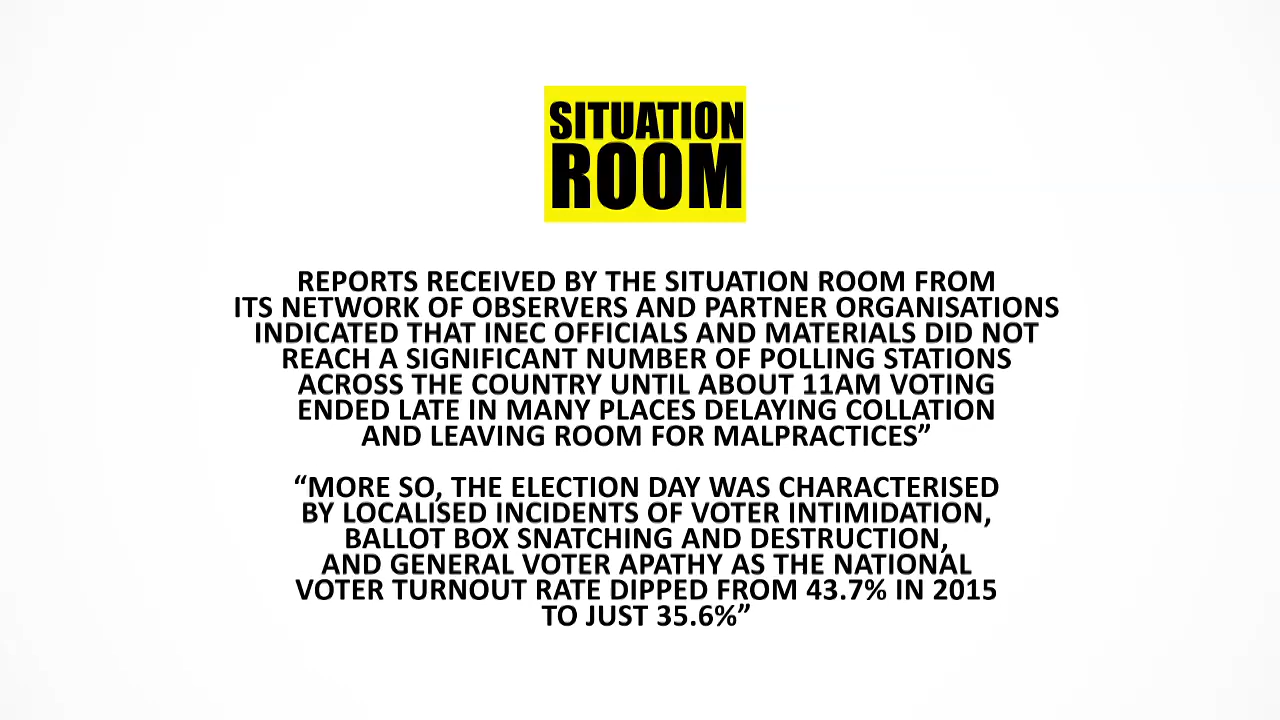 SITUATION
ROOM
REPORTS RECEIVED BY THE SITUATION ROOM FROM
ITS NETWORK OF OBSERVERS AND PARTNER ORGANISATIONS
INDICATED THAT INEC OFFICIALS AND MATERIALS DID NOT
REACH A SIGNIFICANT NUMBER OF POLLING STATIONS
ACROSS THE COUNTRY UNTIL ABOUT 11AM VOTING
ENDED LATE IN MANY PLACES DELAYING COLLATION
AND LEAVING ROOM FOR MALPRACTICES”
“MORE SO, THE ELECTION DAY WAS CHARACTERISED
BY LOCALISED INCIDENTS OF VOTER INTIMIDATION,
BALLOT BOX SNATCHING AND DESTRUCTION,
AND GENERAL VOTER APATHY AS THE NATIONAL
VOTER TURNOUT RATE DIPPED FROM 43.7% IN 2015
TO JUST 35.6%”